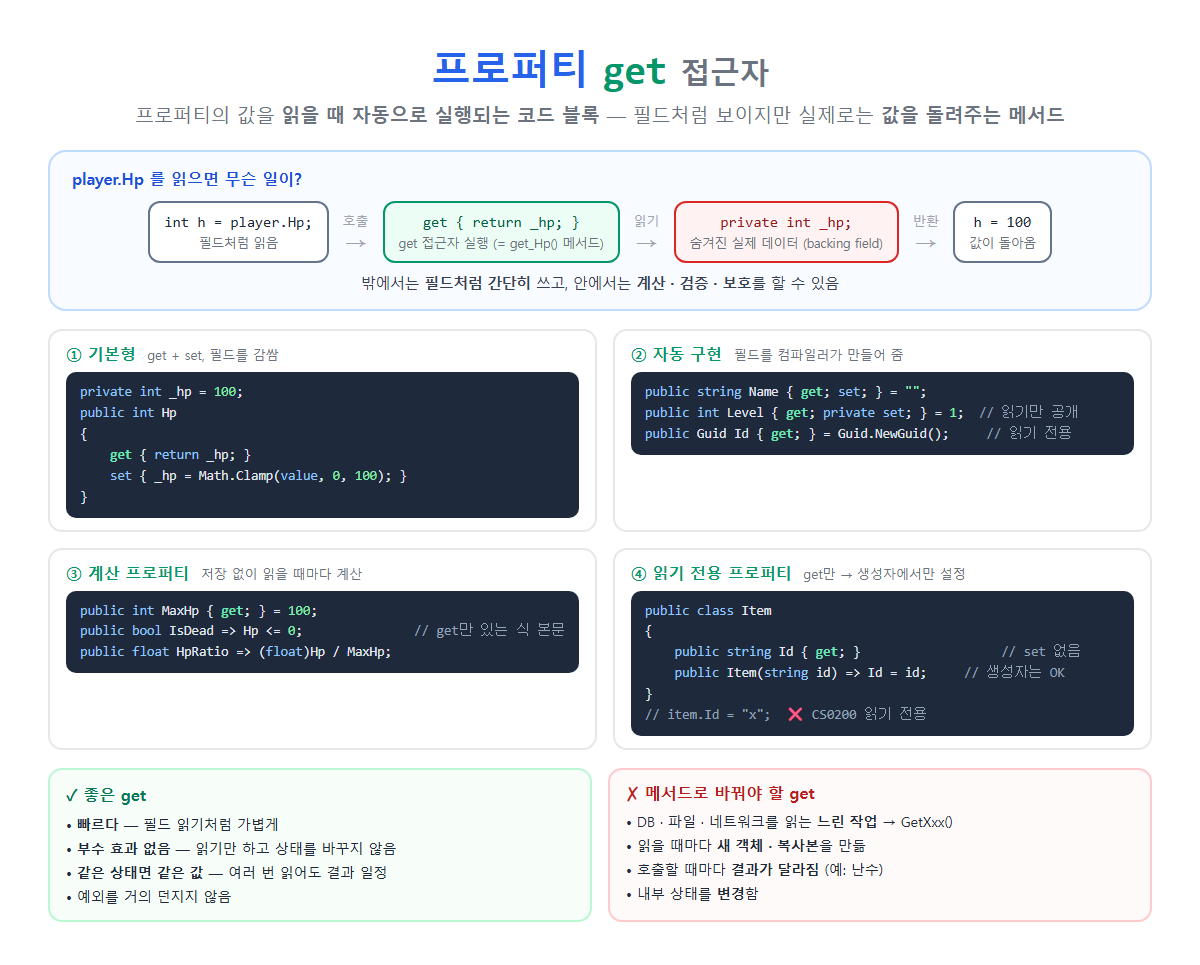 프로퍼티 get 접근자
프로퍼티의 값을 읽을 때 자동으로 실행되는 코드 블록 — 필드처럼 보이지만 실제로는 값을 돌려주는 메서드
player.Hp 를 읽으면 무슨 일이?
int h = player.Hp;
필드처럼 읽음
호출
→
get { return _hp; }
get 접근자 실행 (= get_Hp() 메서드)
읽기
→
private int _hp;
숨겨진 실제 데이터 (backing field)
반환
→
h = 100
값이 돌아옴
밖에서는 필드처럼 간단히 쓰고, 안에서는 계산 · 검증 · 보호를 할 수 있음
① 기본형 get + set, 필드를 감쌈
private int _hp = 100;
public int Hp
{
    get { return _hp; }
    set { _hp = Math.Clamp(value, 0, 100); }
}
② 자동 구현 필드를 컴파일러가 만들어 줌
public string Name { get; set; } = "";
public int Level { get; private set; } = 1;  // 읽기만 공개
public Guid Id { get; } = Guid.NewGuid();     // 읽기 전용
③ 계산 프로퍼티 저장 없이 읽을 때마다 계산
public int MaxHp { get; } = 100;
public bool IsDead => Hp <= 0;               // get만 있는 식 본문
public float HpRatio => (float)Hp / MaxHp;
④ 읽기 전용 프로퍼티 get만 → 생성자에서만 설정
public class Item
{
    public string Id { get; }                   // set 없음
    public Item(string id) => Id = id;     // 생성자는 OK
}
// item.Id = "x";  ❌ CS0200 읽기 전용
✓ 좋은 get
• 빠르다 — 필드 읽기처럼 가볍게
• 부수 효과 없음 — 읽기만 하고 상태를 바꾸지 않음
• 같은 상태면 같은 값 — 여러 번 읽어도 결과 일정
• 예외를 거의 던지지 않음
✗ 메서드로 바꿔야 할 get
• DB · 파일 · 네트워크를 읽는 느린 작업 → GetXxx()
• 읽을 때마다 새 객체 · 복사본을 만듦
• 호출할 때마다 결과가 달라짐 (예: 난수)
• 내부 상태를 변경함